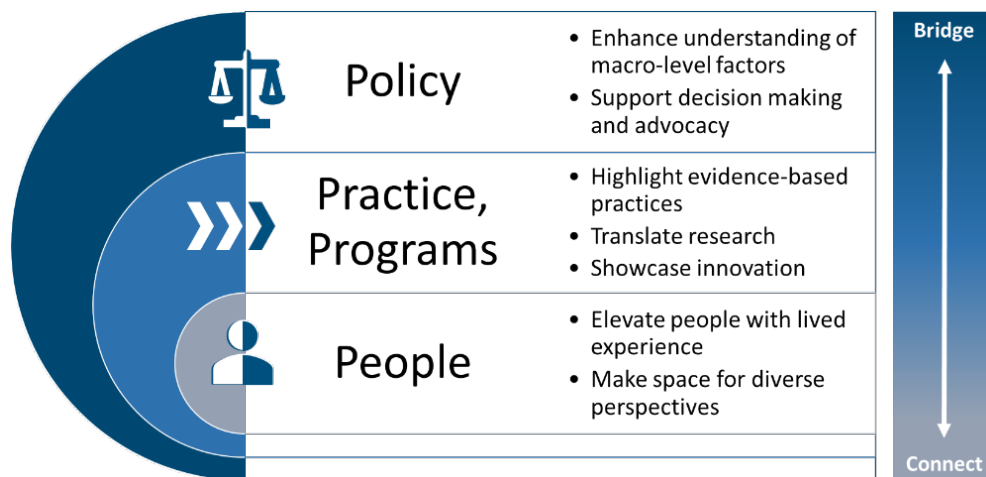 Policy
• Enhance understanding of
macro-level factors
• Support decision making
and advocacy
Practice,
Programs
• Highlight evidence-based
practices
• Translate research
• Showcase innovation
People
• Elevate people with lived
experience
• Make space for diverse
perspectives
Bridge
Connect